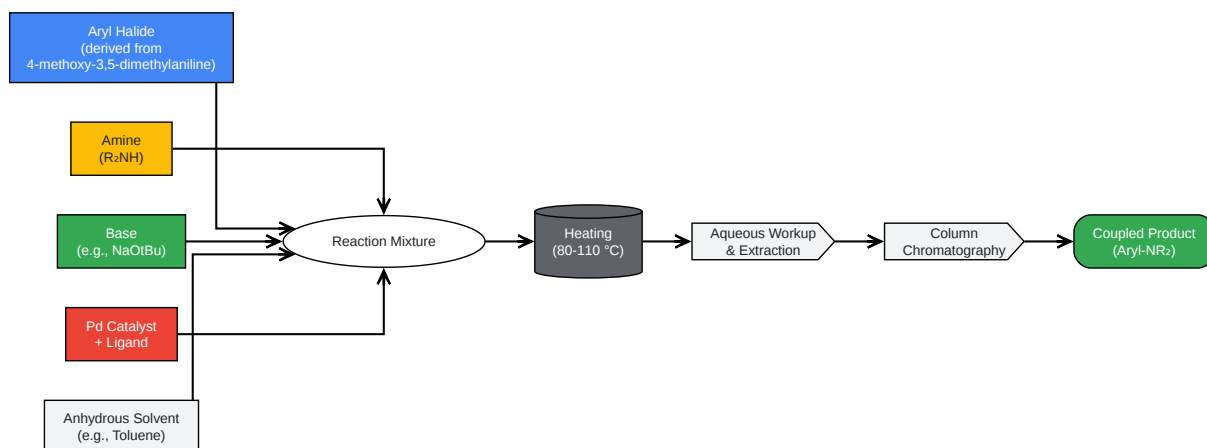 Aryl Halide
(derived from
4-methoxy-3,5-dimethylaniline)
Amine
(R₂NH)
Base
(e.g., NaOtBu)
Pd Catalyst
+ Ligand
Anhydrous Solvent
(e.g., Toluene)
Reaction Mixture
Heating
(80-110 °C)
Aqueous Workup
& Extraction
Column
Chromatography
Coupled Product
(Aryl-NR₂)